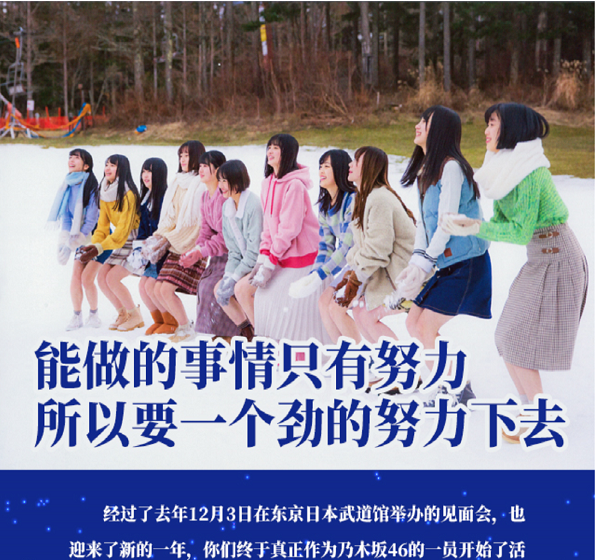 能做的事情只有努力
所以要一个劲的努力下去
经过了去年12月3日在东京日本武道馆举办的见面会，也
迎来了新的一年，你们终于真正作为乃木坂46的一员开始了活